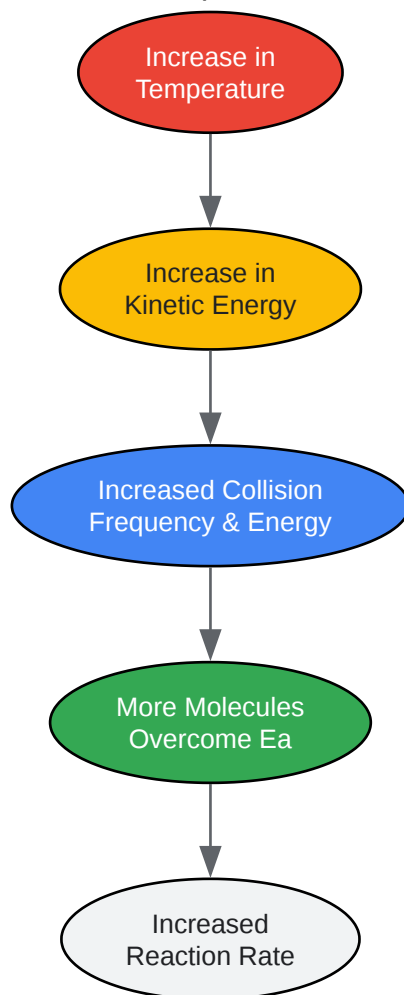 Increase in
Temperature
Increase in
Kinetic Energy
Increased Collision
Frequency & Energy
More Molecules
Overcome Ea
Increased
Reaction Rate